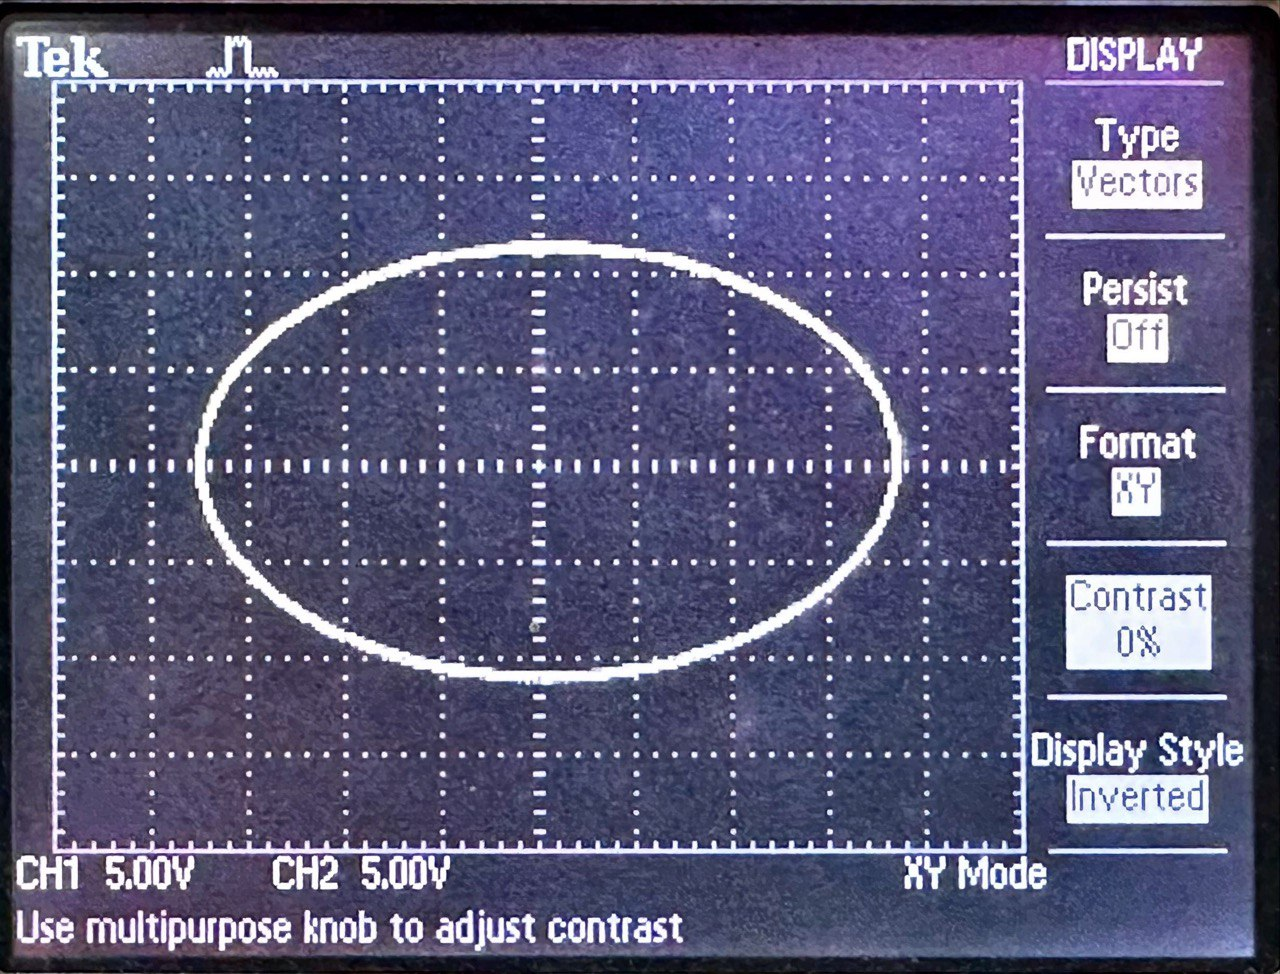 Tek
DISPLAY
Type
Vectors
Persist
Off
Format
XY
Contrast
0%
Display Style
Inverted
CH1 5.00V CH2 5.00V XY Mode
Use multipurpose knob to adjust contrast